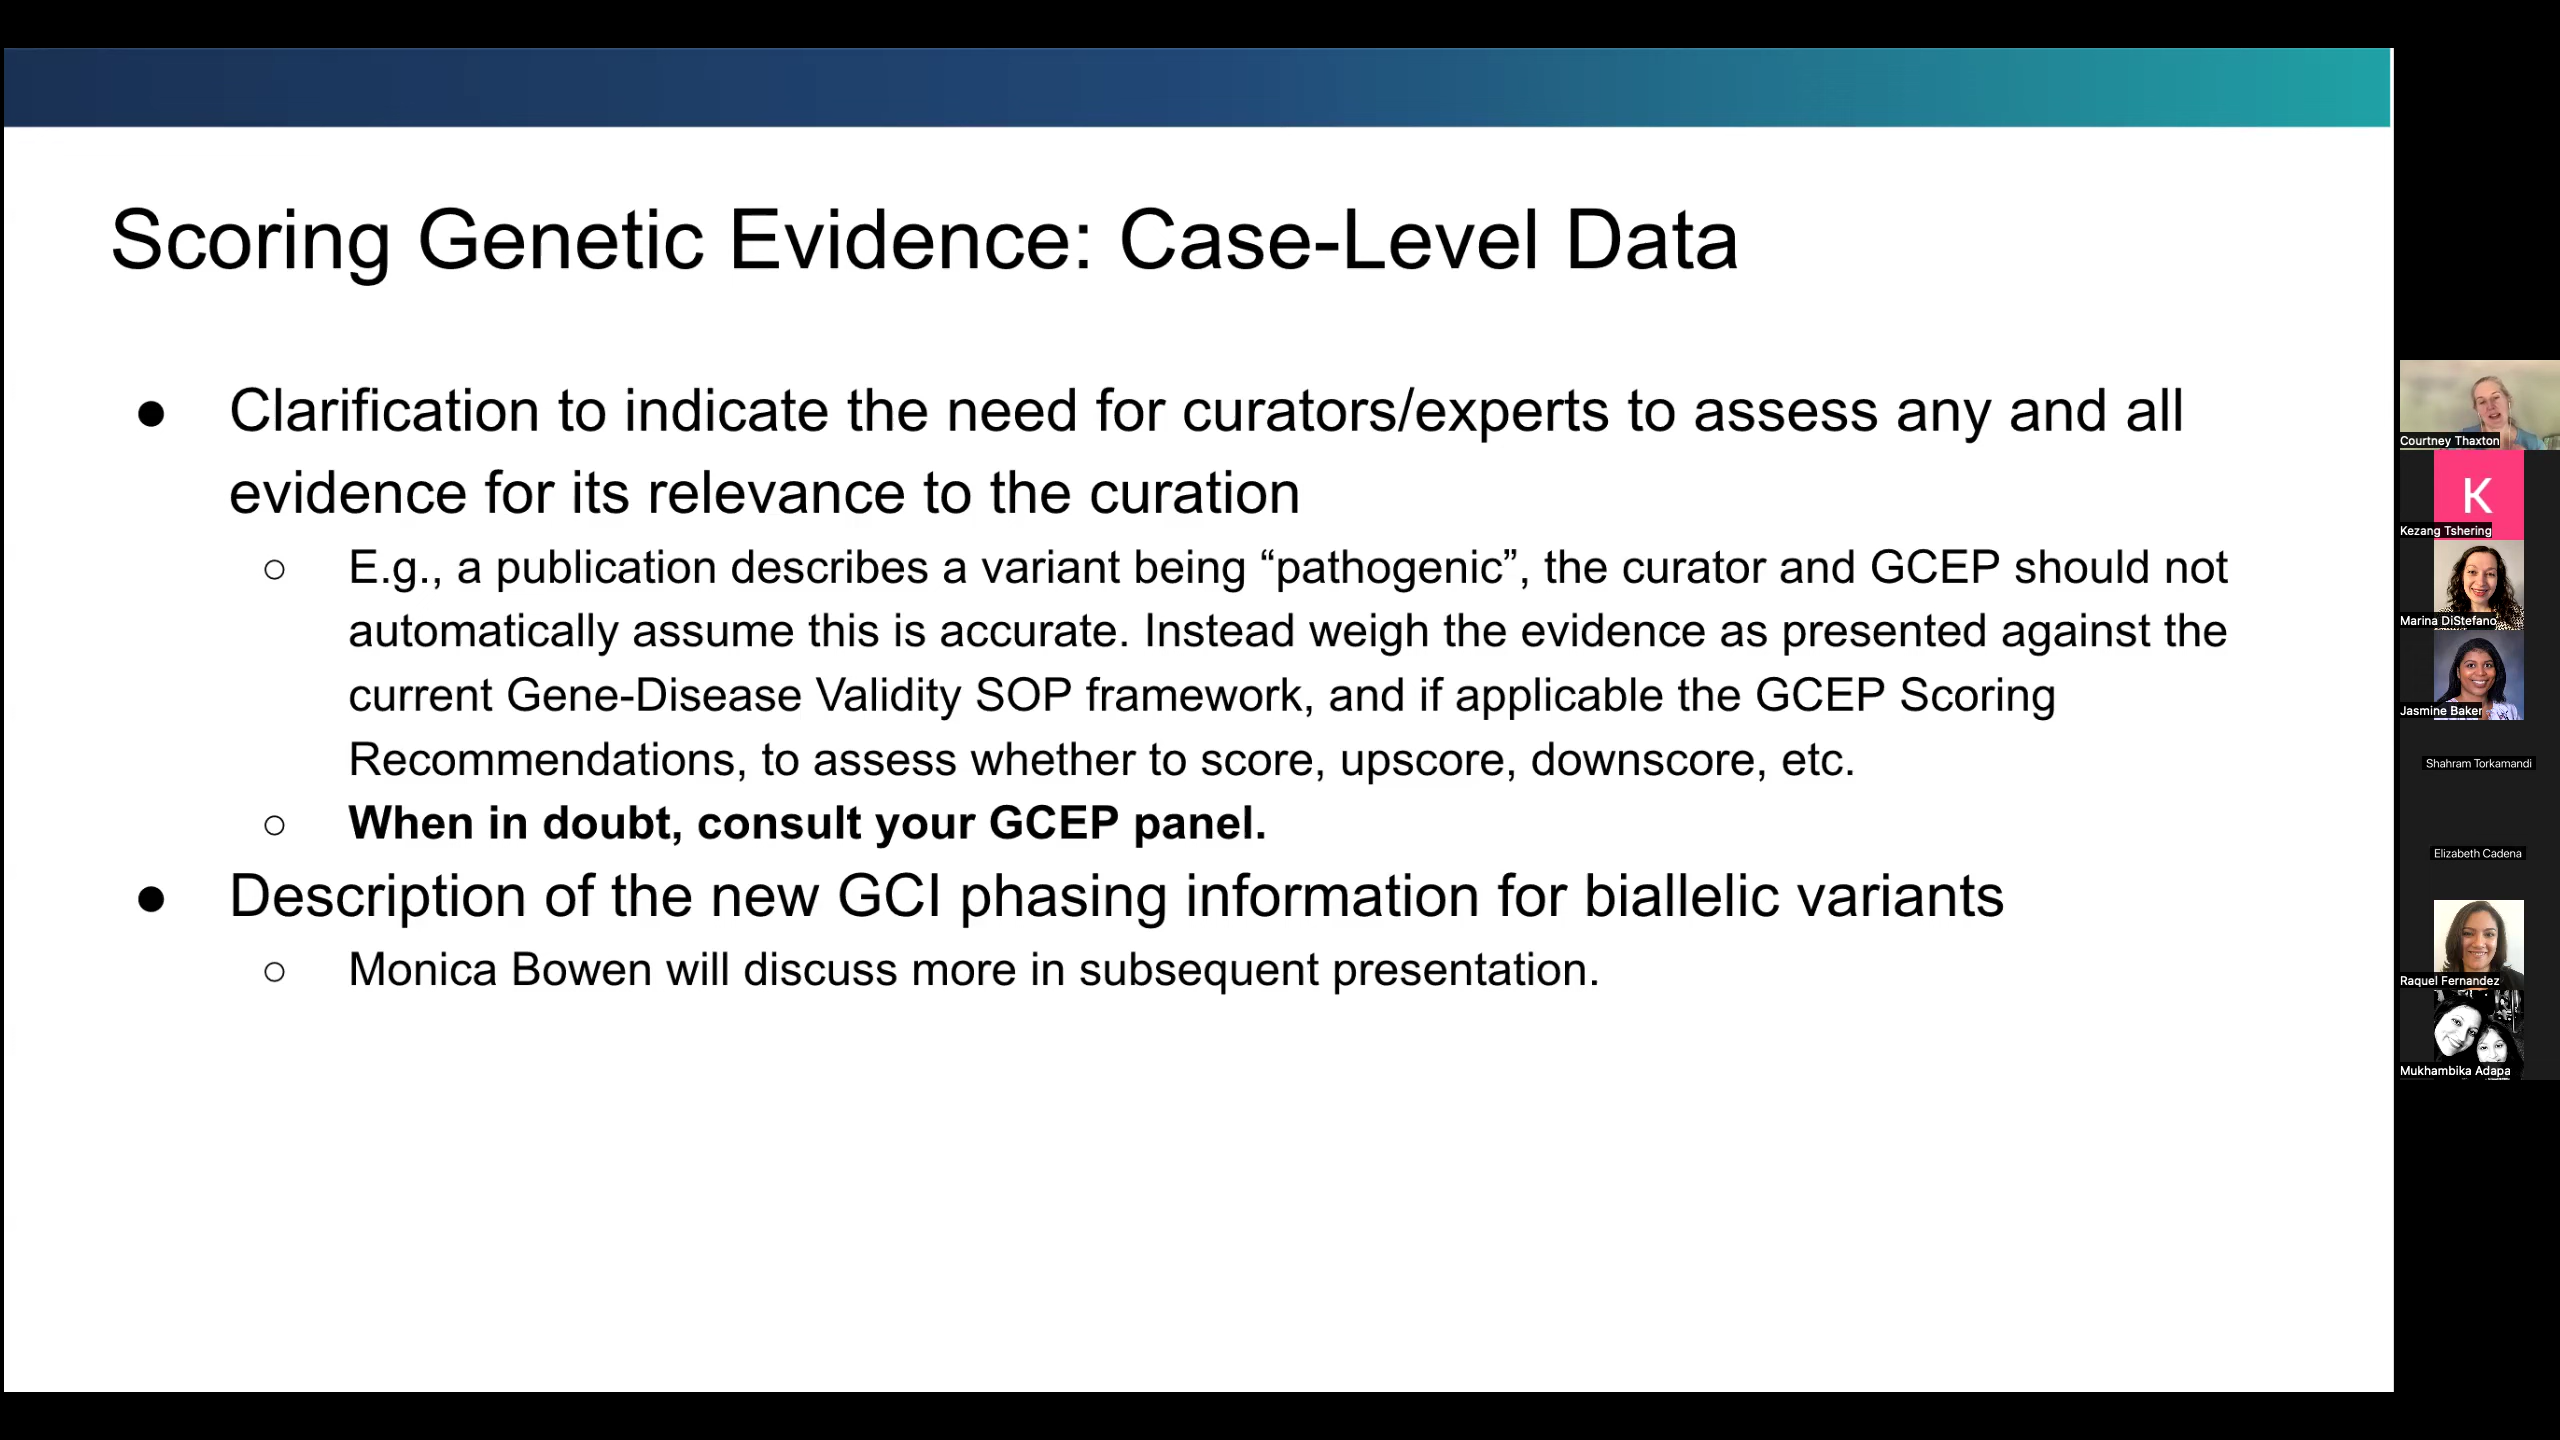 Scoring Genetic Evidence: Case-Level Data
● Clarification to indicate the need for curators/experts to assess any and all
evidence for its relevance to the curation
○ E.g., a publication describes a variant being “pathogenic”, the curator and GCEP should not
automatically assume this is accurate. Instead weigh the evidence as presented against the
current Gene-Disease Validity SOP framework, and if applicable the GCEP Scoring
Recommendations, to assess whether to score, upscore, downscore, etc.
○ When in doubt, consult your GCEP panel.
● Description of the new GCI phasing information for biallelic variants
○ Monica Bowen will discuss more in subsequent presentation.
Courtney Thaxton
K
Kezang Tshering
Marina DiStefano
Jasmine Baker
Shahram Torkamandi
Elizabeth Cadena
Raquel Fernandez
Mukhambika Adapa